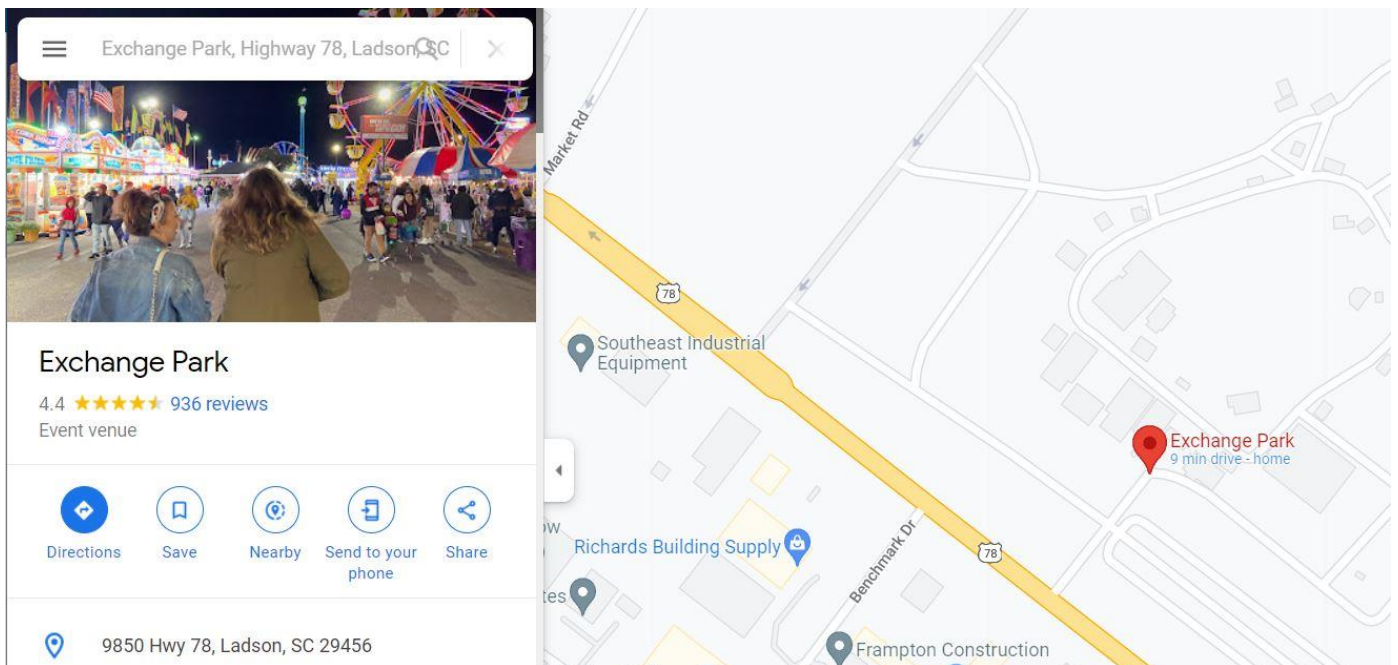 Exchange Park, Highway 78, Ladson, SC
Exchange Park
4.4
936 reviews
Event venue
Directions
Save
Nearby
Send to your
phone
Share
9850 Hwy 78, Ladson, SC 29456
Market Rd
78
Southeast Industrial
Equipment
Exchange Park
9 min drive - home
Richards Building Supply
Benchmark Dr
78
Frampton Construction